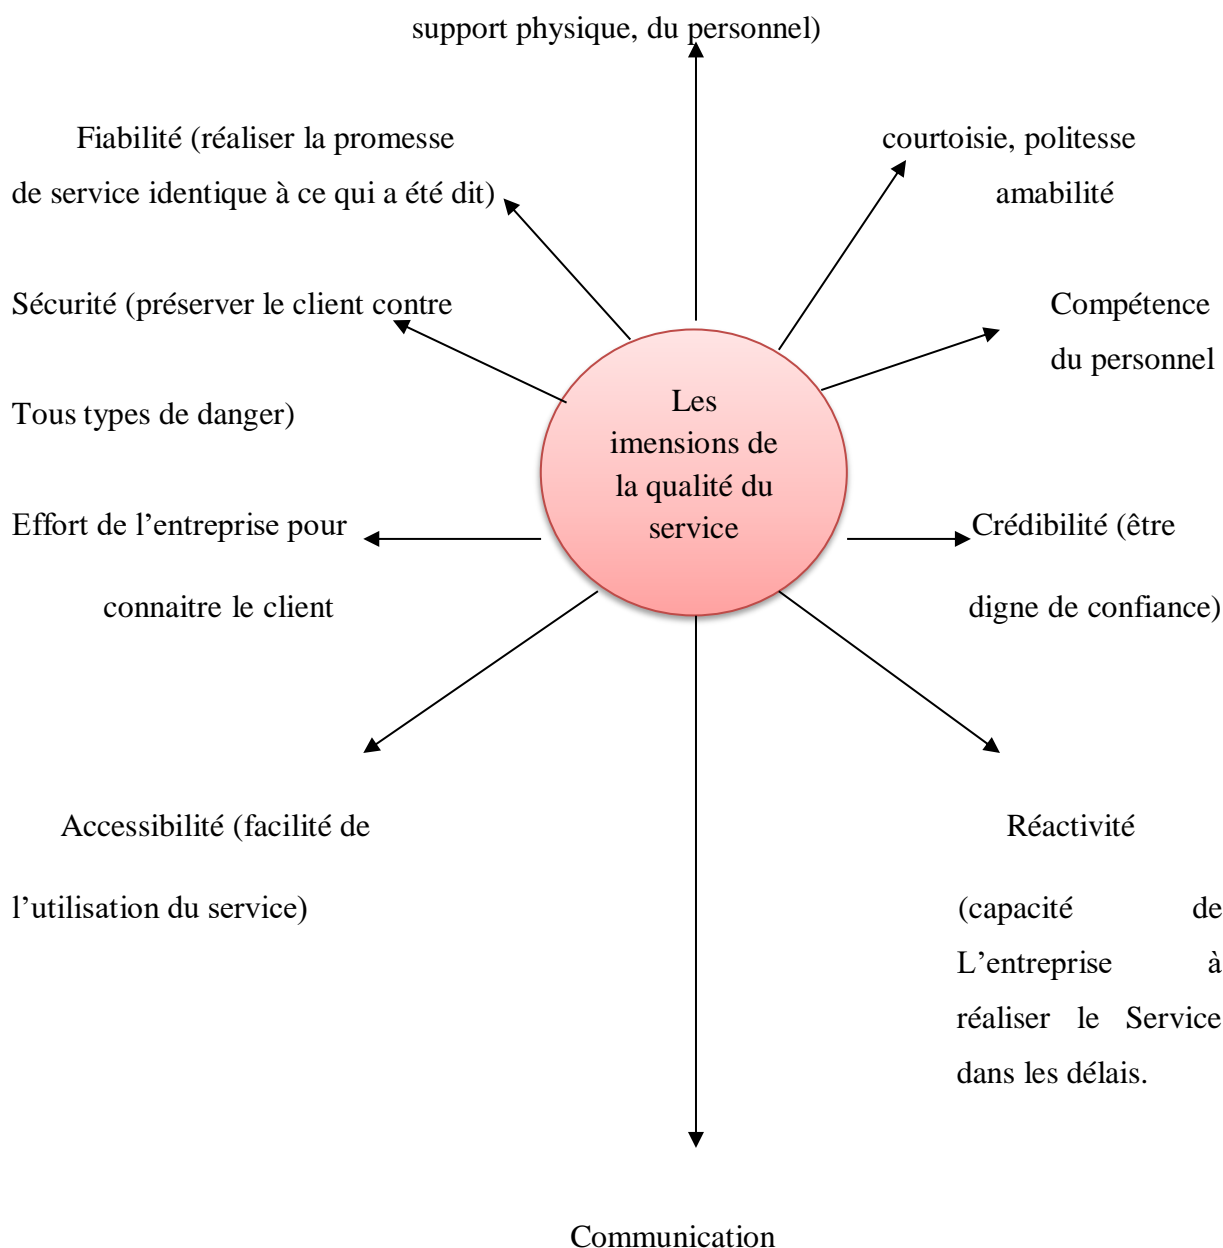 support physique, du personnel)
Fiabilité (réaliser la promesse
de service identique à ce qui a été dit)
courtoisie, politesse
amabilité
Sécurité (préserver le client contre
Tous types de danger)
Compétence
du personnel
Les
imensions de
la qualité du
service
Effort de l’entreprise pour
connaitre le client
Crédibilité (être
digne de confiance)
Accessibilité (facilité de
l’utilisation du service)
Réactivité
(capacité de
L’entreprise à
réaliser le Service
dans les délais.
Communication